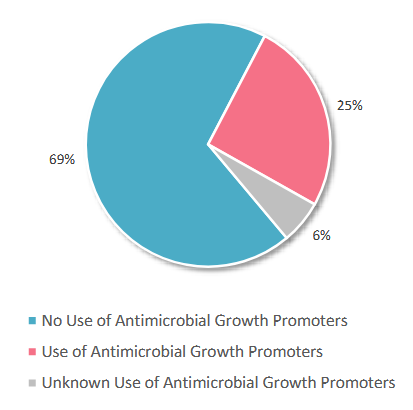 25%
69%
6%
No Use of Antimicrobial Growth Promoters
Use of Antimicrobial Growth Promoters
Unknown Use of Antimicrobial Growth Promoters